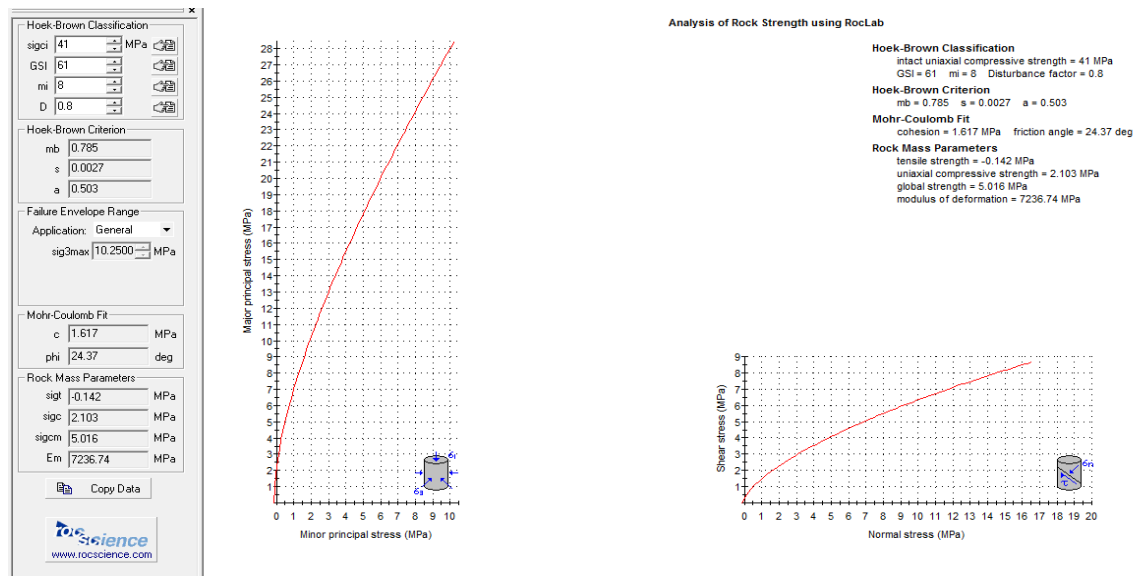 Hoek-Brown Classification
sigci 41 MPa
GSI 61
mi 8
D 0.8
Hoek-Brown Criterion
mb 0.785
s 0.0027
a 0.503
Failure Envelope Range
Application: General
sig3max 10.2500 MPa
Mohr-Coulomb Fit
c 1.617 MPa
phi 24.37 deg
Rock Mass Parameters
sigt -0.142 MPa
sigc 2.103 MPa
sigcm 5.016 MPa
Em 7236.74 MPa
Copy Data
rocscience
www.rocscience.com
Major principal stress (MPa)
28
27
26
25
24
23
22
21
20
19
18
17
16
15
14
13
12
11
10
9
8
7
6
5
4
3
2
1
σ1
σ3
0 1 2 3 4 5 6 7 8 9 10
Minor principal stress (MPa)
Analysis of Rock Strength using RocLab
Hoek-Brown Classification
intact uniaxial compressive strength = 41 MPa
GSI = 61 mi = 8 Disturbance factor = 0.8
Hoek-Brown Criterion
mb = 0.785 s = 0.0027 a = 0.503
Mohr-Coulomb Fit
cohesion = 1.617 MPa friction angle = 24.37 deg
Rock Mass Parameters
tensile strength = -0.142 MPa
uniaxial compressive strength = 2.103 MPa
global strength = 5.016 MPa
modulus of deformation = 7236.74 MPa
Shear stress (MPa)
9
8
7
6
5
4
3
2
1
σn
τ
0 1 2 3 4 5 6 7 8 9 10 11 12 13 14 15 16 17 18 19 20
Normal stress (MPa)